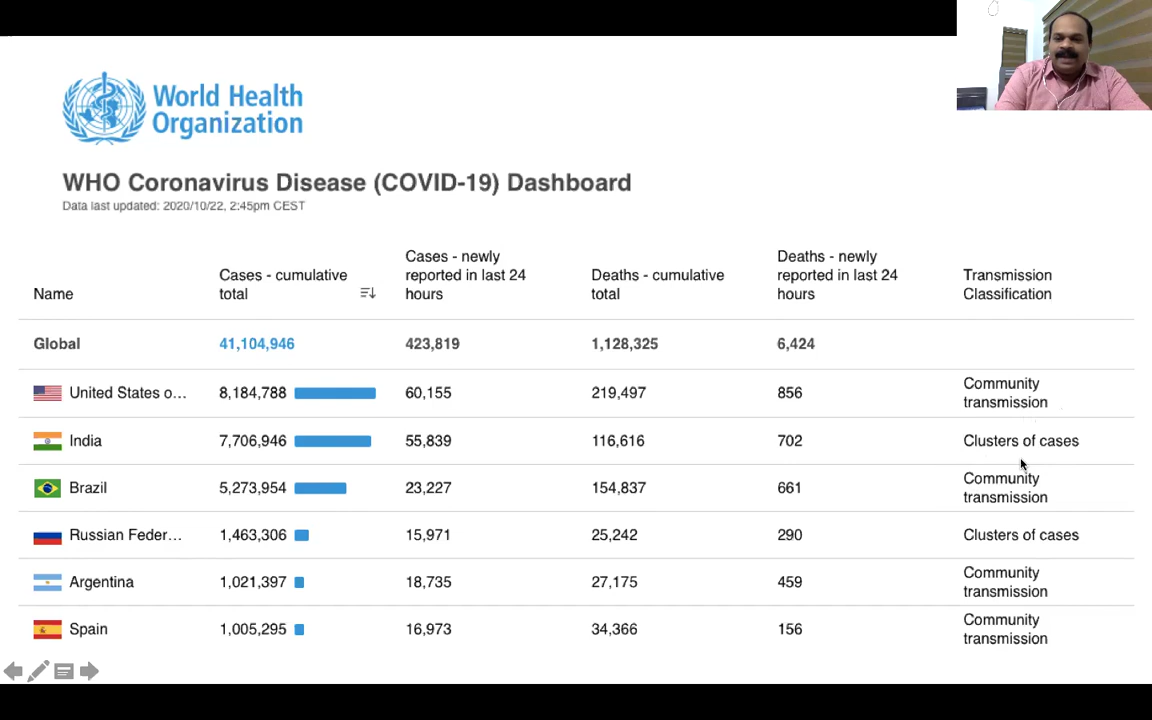 World Health
Organization
WHO Coronavirus Disease (COVID-19) Dashboard
Data last updated: 2020/10/22, 2:45pm CEST
Name
Cases - cumulative
total
Cases - newly
reported in last 24
hours
Deaths - cumulative
total
Deaths - newly
reported in last 24
hours
Transmission
Classification
Global 41,104,946 423,819 1,128,325 6,424
United States o... 8,184,788 60,155 219,497 856 Community
transmission
India 7,706,946 55,839 116,616 702 Clusters of cases
Brazil 5,273,954 23,227 154,837 661 Community
transmission
Russian Feder... 1,463,306 15,971 25,242 290 Clusters of cases
Argentina 1,021,397 18,735 27,175 459 Community
transmission
Spain 1,005,295 16,973 34,366 156 Community
transmission